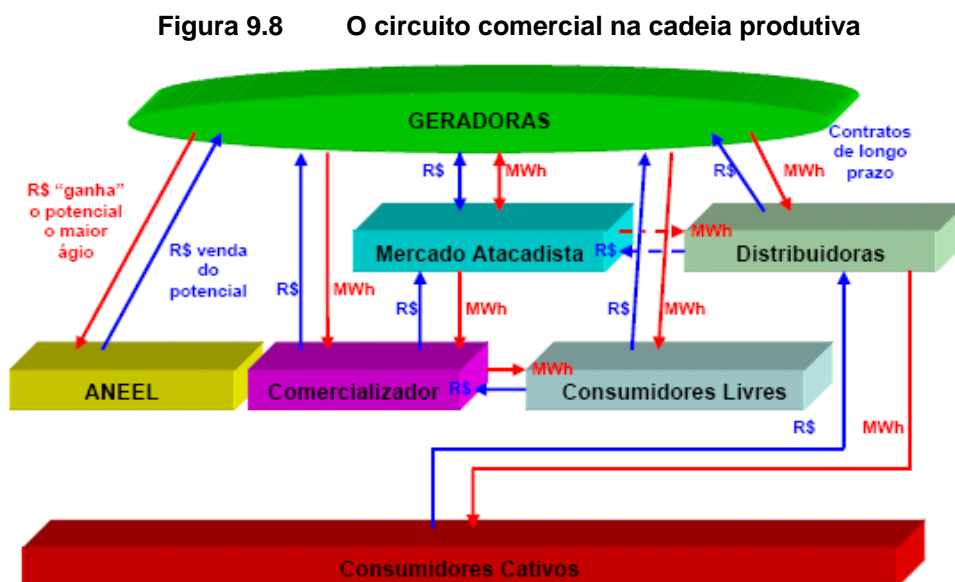 Figura 9.8 O circuito comercial na cadeia produtiva
GERADORAS
Contratos
de longo
prazo
R$ “ganha”
o potencial
o maior
ágio
R$ venda
do
potencial
R$
MWh
R$
MWh
R$
MWh
R$
MWh
Mercado Atacadista
MWh
R$
Distribuidoras
R$
MWh
ANEEL
Comercializador
MWh
R$
Consumidores Livres
R$
MWh
Consumidores Cativos